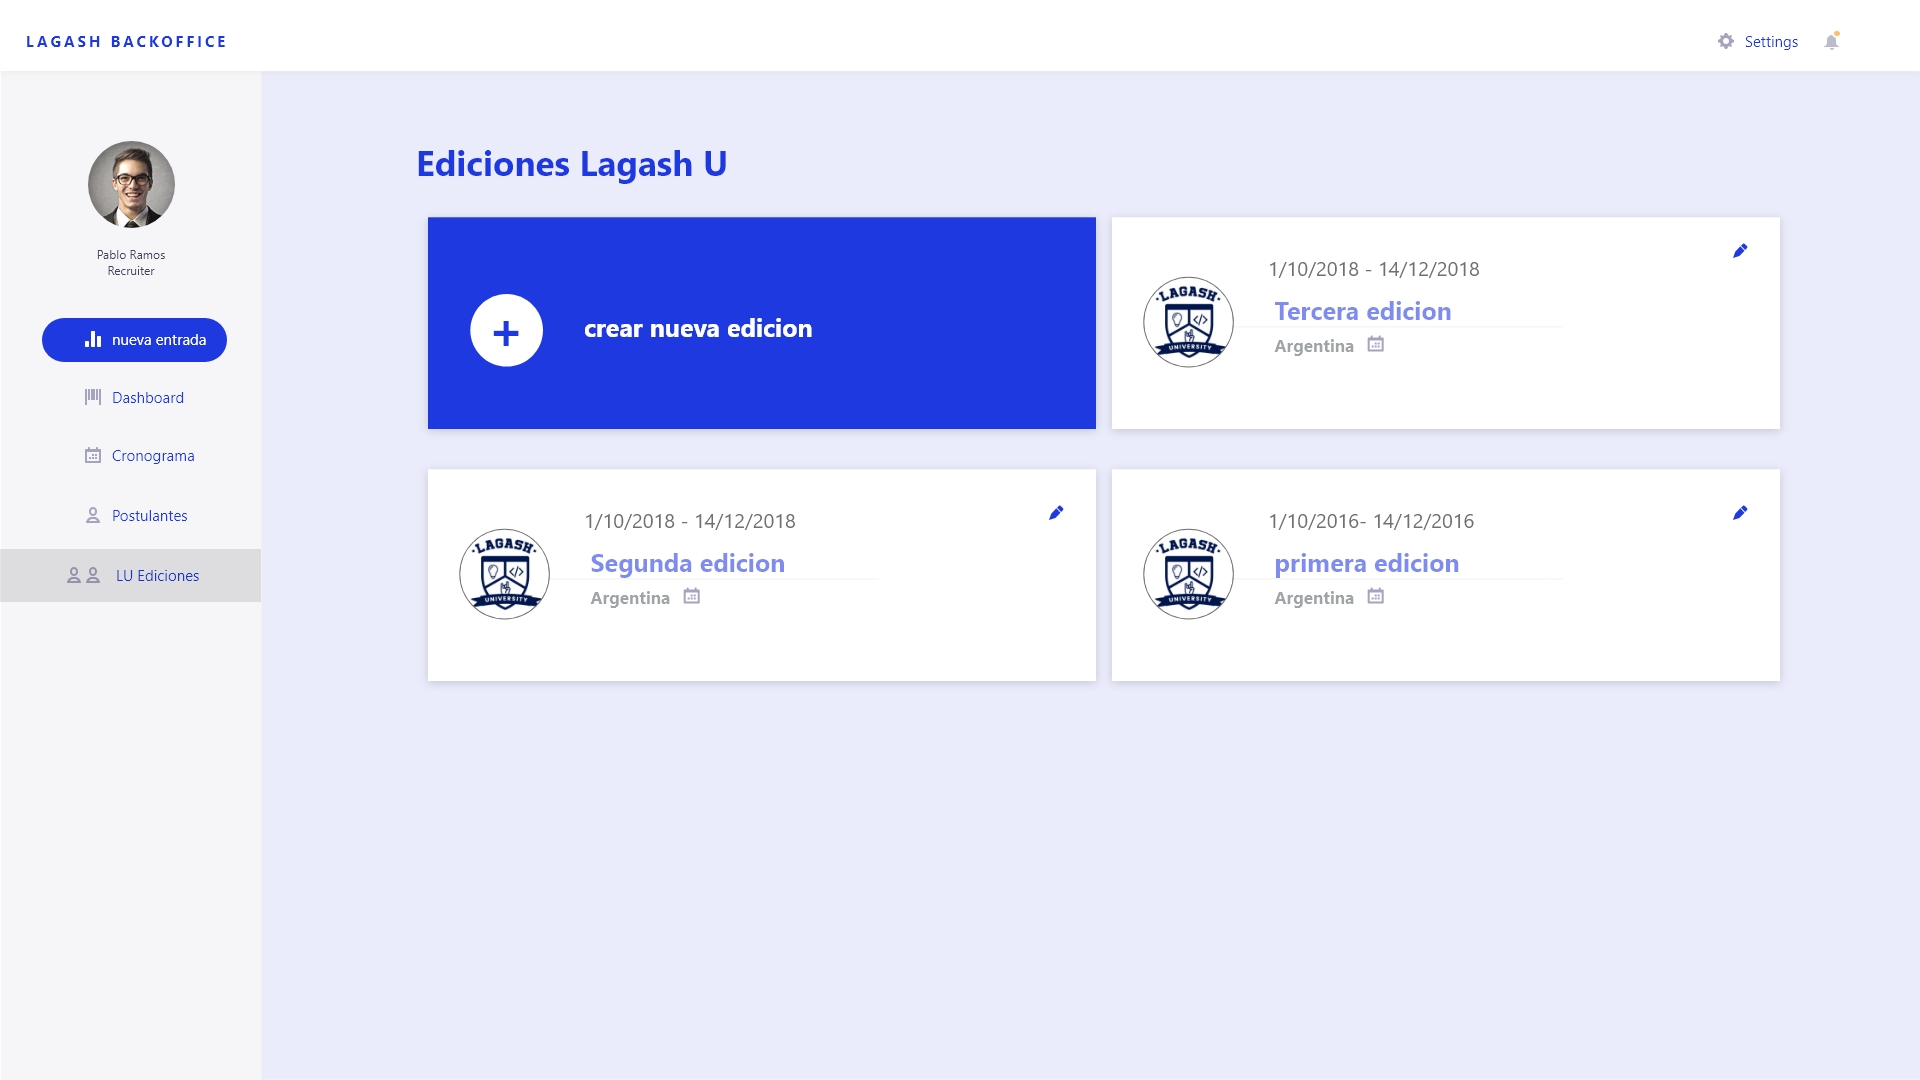 LAGASH BACKOFFICE
Settings
Pablo Ramos
Recruiter
nueva entrada
Dashboard
Cronograma
Postulantes
LU Ediciones
Ediciones Lagash U
crear nueva edicion
1/10/2018 - 14/12/2018
Tercera edicion
Argentina
LAGASH
UNIVERSITY
1/10/2018 - 14/12/2018
Segunda edicion
Argentina
LAGASH
UNIVERSITY
1/10/2016- 14/12/2016
primera edicion
Argentina
LAGASH
UNIVERSITY